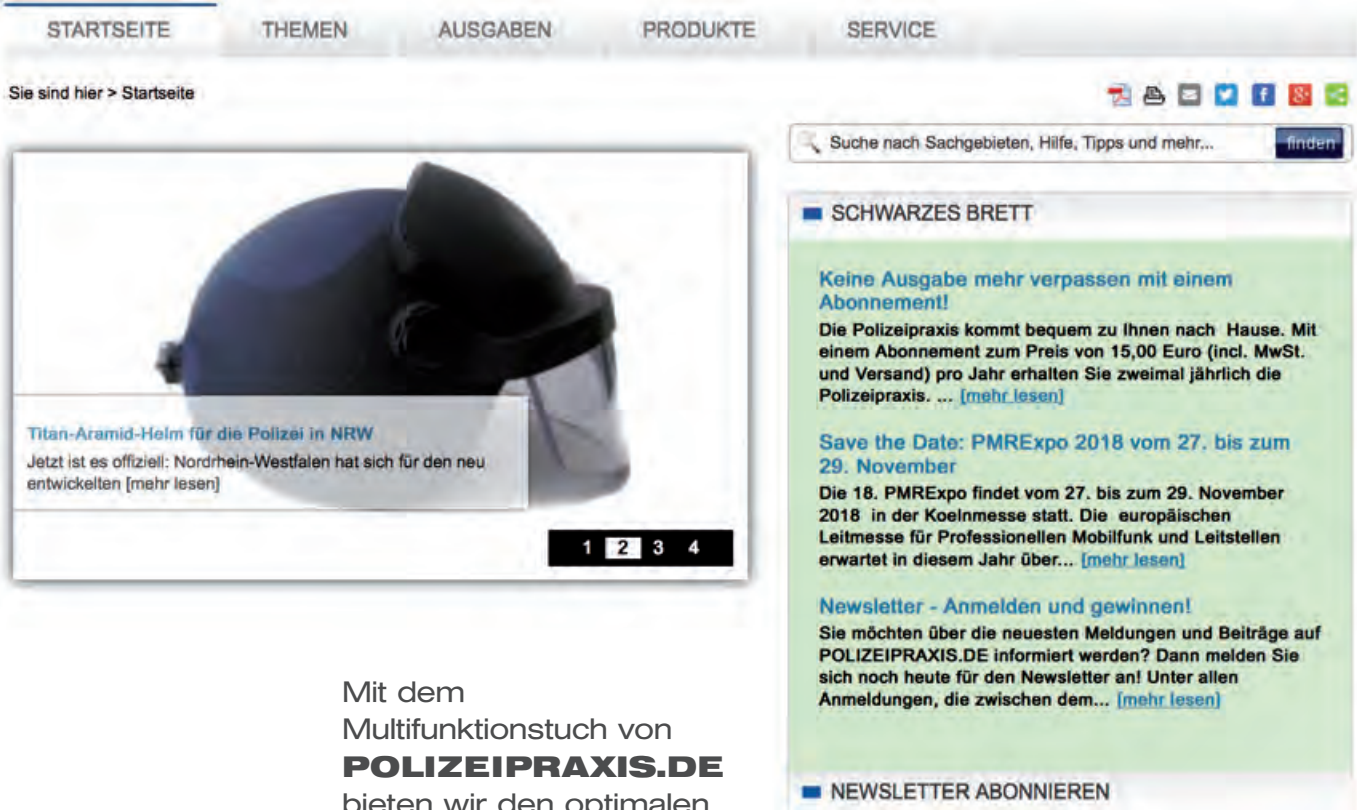 STARTSEITE THEMEN AUSGABEN PRODUKTE SERVICE
Sie sind hier > Startseite
Suche nach Sachgebieten, Hilfe, Tipps und mehr... finden
Titan-Aramid-Helm für die Polizei in NRW
Jetzt ist es offiziell: Nordrhein-Westfalen hat sich für den neu
entwickelten [mehr lesen]
1 2 3 4
SCHWARZES BRETT
Keine Ausgabe mehr verpassen mit einem
Abonnement!
Die Polizeipraxis kommt bequem zu Ihnen nach Hause. Mit
einem Abonnement zum Preis von 15,00 Euro (incl. MwSt.
und Versand) pro Jahr erhalten Sie zweimal jährlich die
Polizeipraxis. ... [mehr lesen]
Save the Date: PMRExpo 2018 vom 27. bis zum
29. November
Die 18. PMRExpo findet vom 27. bis zum 29. November
2018 in der Koelnmesse statt. Die europäischen
Leitmesse für Professionellen Mobilfunk und Leitstellen
erwartet in diesem Jahr über... [mehr lesen]
Newsletter - Anmelden und gewinnen!
Sie möchten über die neuesten Meldungen und Beiträge auf
POLIZEIPRAXIS.DE informiert werden? Dann melden Sie
sich noch heute für den Newsletter an! Unter allen
Anmeldungen, die zwischen dem... [mehr lesen]
NEWSLETTER ABONNIEREN
Mit dem
Multifunktionstuch von
POLIZEIPRAXIS.DE
bieten wir den optimalen